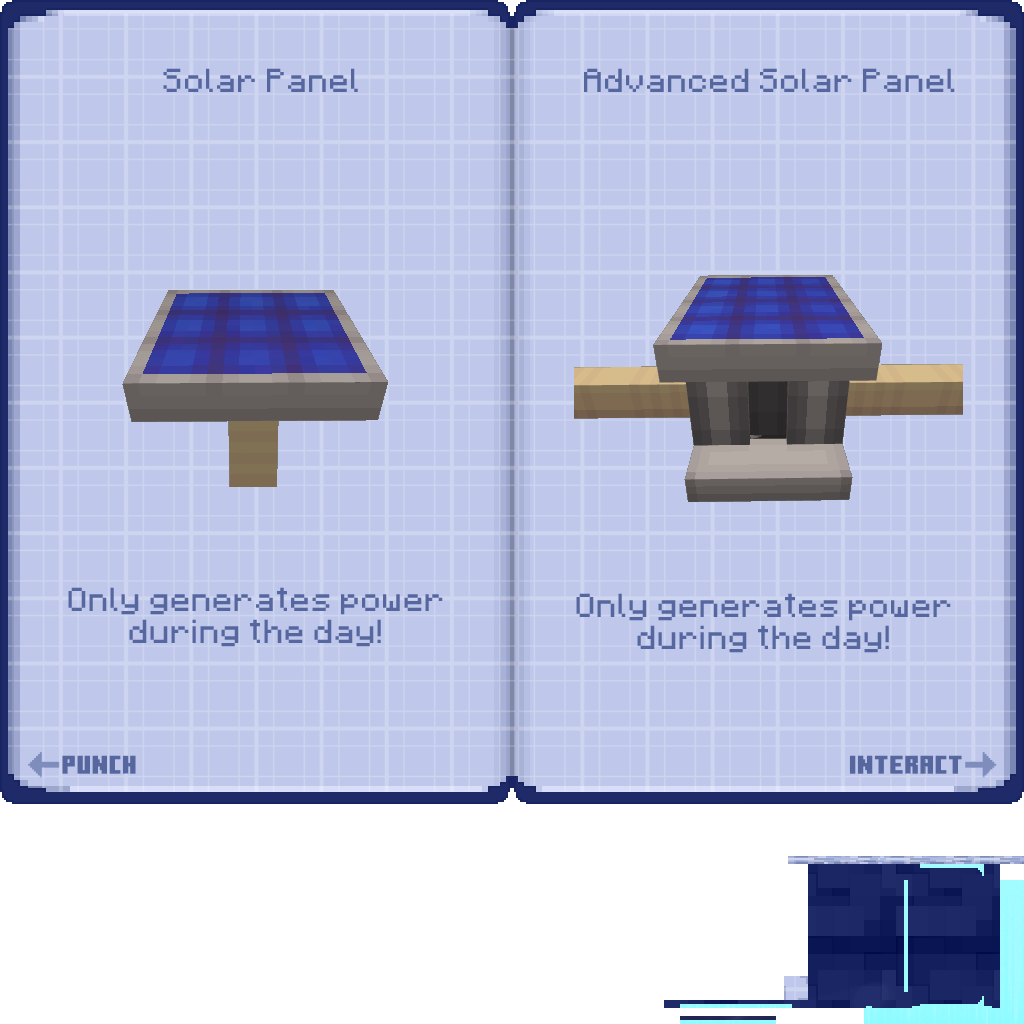 Solar Panel
Only generates power
during the day!
PUNCH
Advanced Solar Panel
Only generates power
during the day!
INTERACT